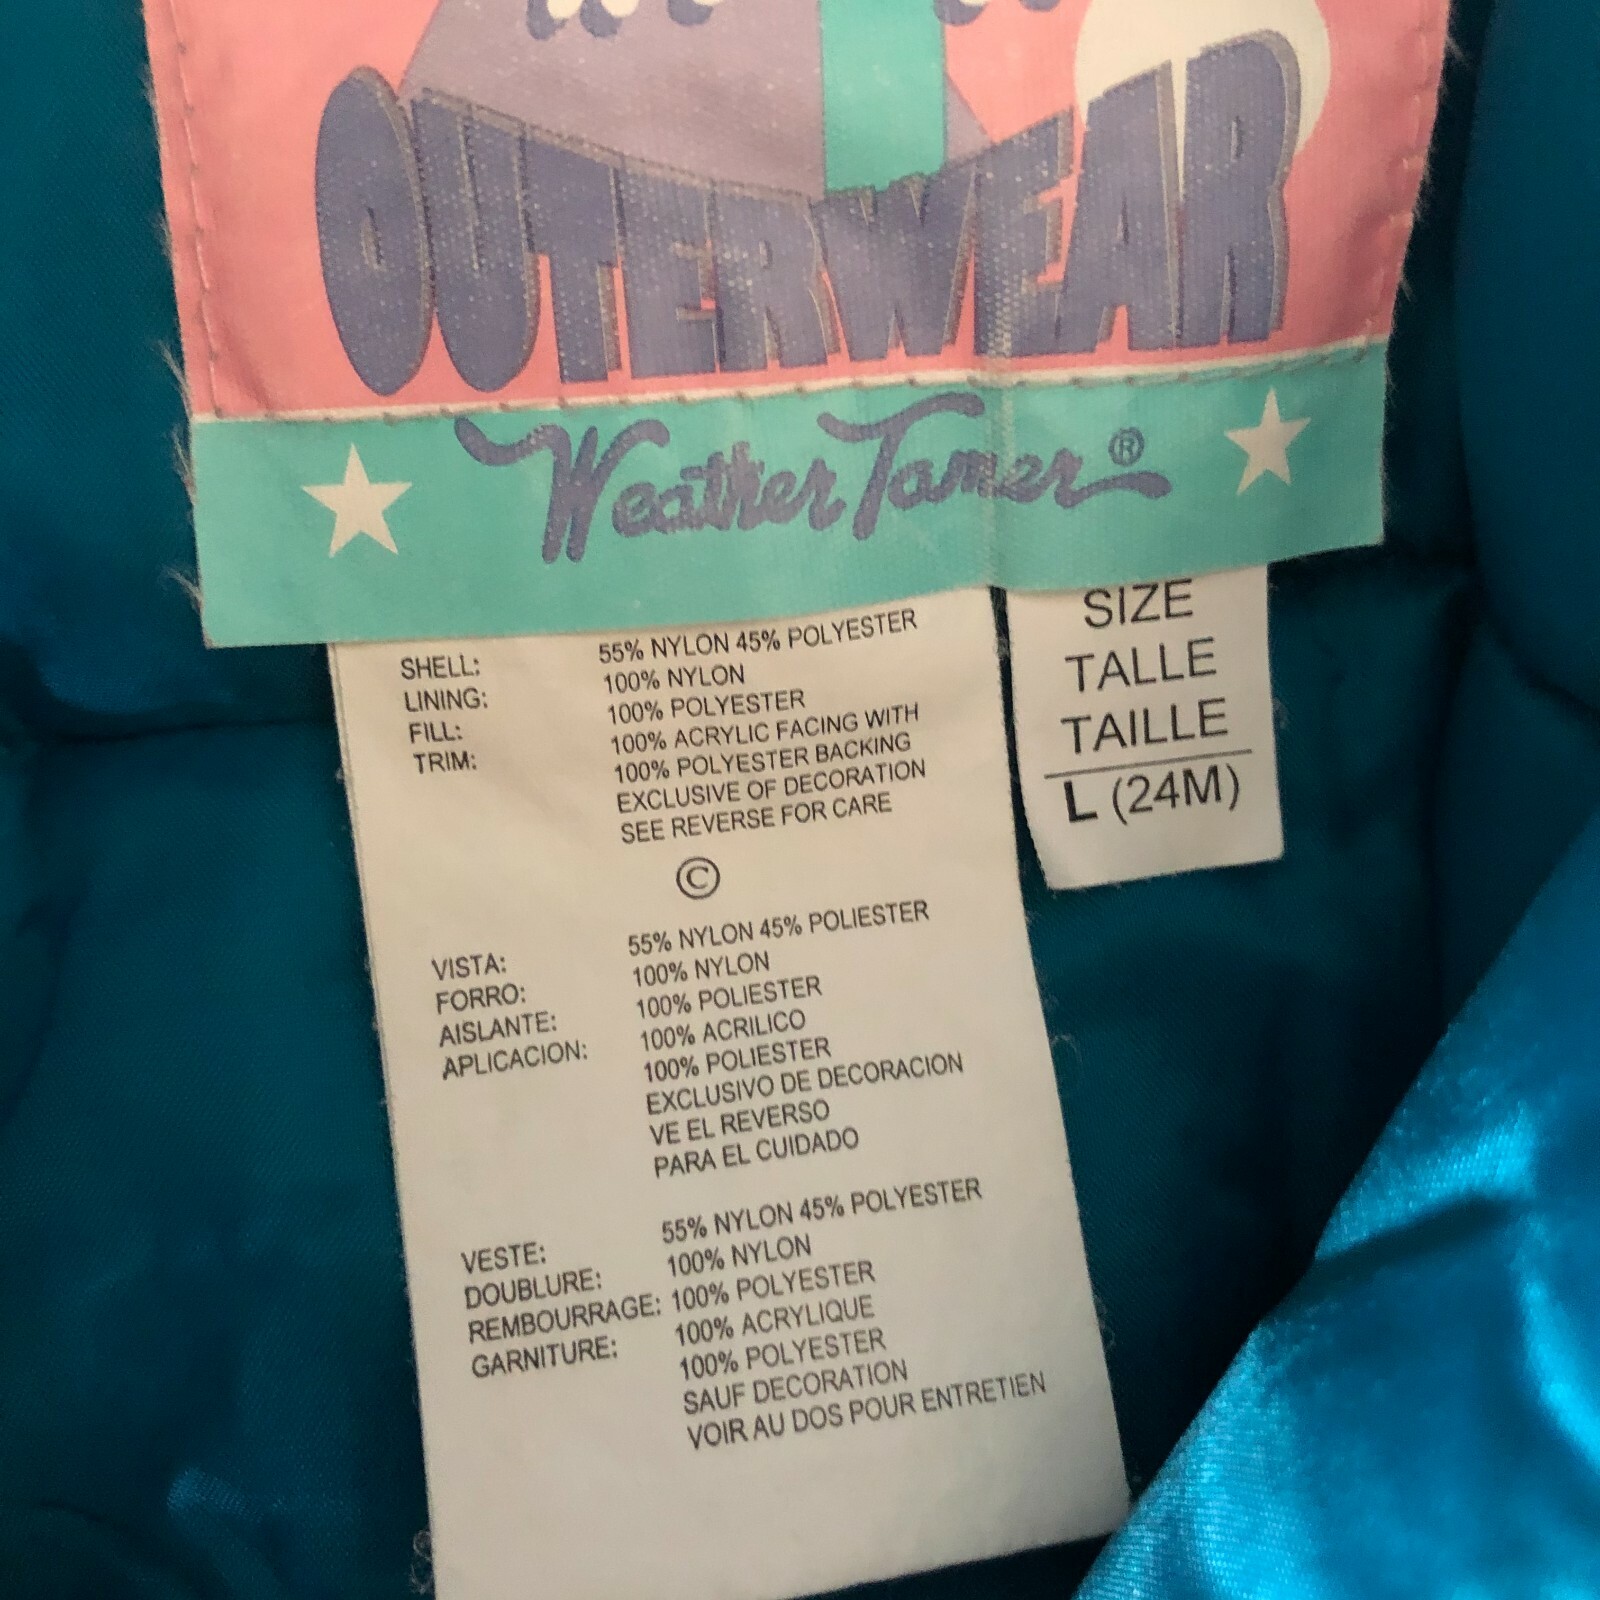 OUTERWEAR
Weather Tamer®
SIZE
TALLE
TAILLE
L (24M)
SHELL: 55% NYLON 45% POLYESTER
LINING: 100% NYLON
FILL: 100% POLYESTER
TRIM: 100% ACRYLIC FACING WITH
100% POLYESTER BACKING
EXCLUSIVE OF DECORATION
SEE REVERSE FOR CARE
©
VISTA: 55% NYLON 45% POLIESTER
FORRO: 100% NYLON
AISLANTE: 100% POLIESTER
APLICACION: 100% ACRILICO
100% POLIESTER
EXCLUSIVO DE DECORACION
VE EL REVERSO
PARA EL CUIDADO
VESTE: 55% NYLON 45% POLYESTER
DOUBLURE: 100% NYLON
REMBOURRAGE: 100% POLYESTER
GARNITURE: 100% ACRYLIQUE
100% POLYESTER
SAUF DECORATION
VOIR AU DOS POUR ENTRETIEN